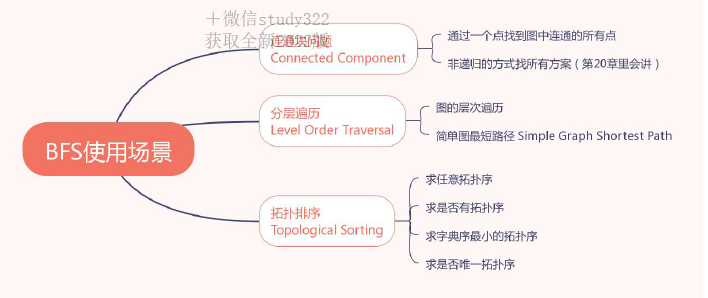 ＋微信study322
获取全新
连通块问题
Connected Component
通过一个点找到图中连通的所有点
非递归的方式找所有方案（第20章里会讲）
分层遍历
Level Order Traversal
图的层次遍历
简单图最短路径 Simple Graph Shortest Path
BFS使用场景
拓扑排序
Topological Sorting
求任意拓扑序
求是否有拓扑序
求字典序最小的拓扑序
求是否唯一拓扑序